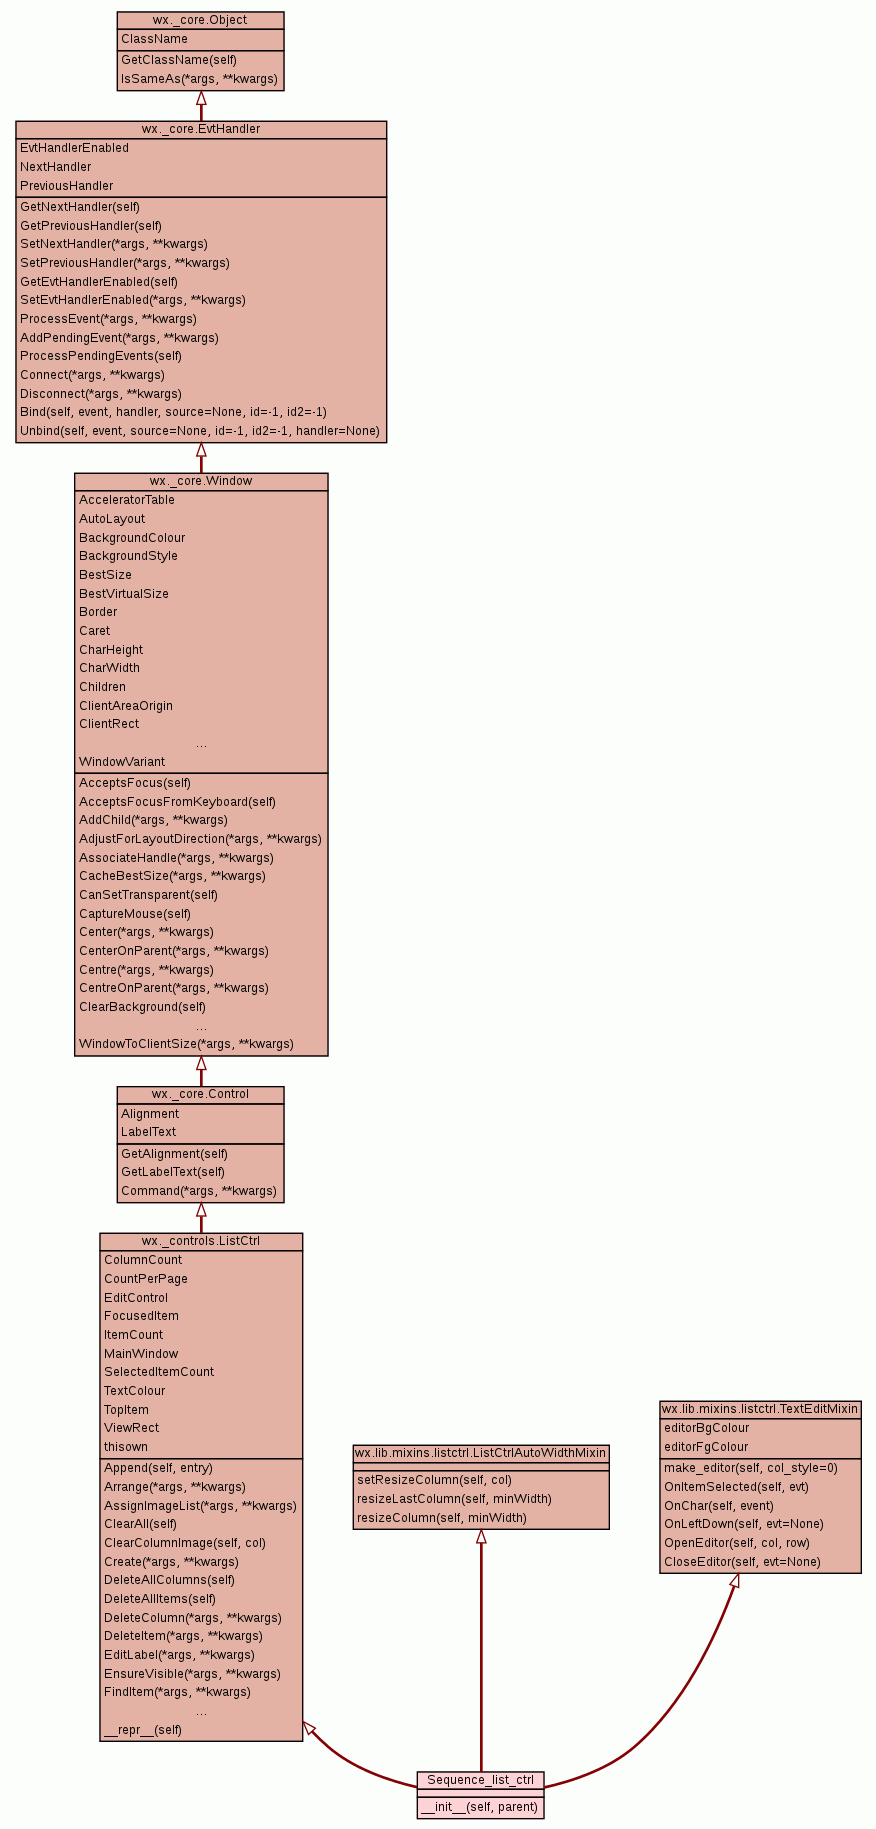 wx._core.Object
ClassName
GetClassName(self)
IsSameAs(*args, **kwargs)
wx._core.EvtHandler
EvtHandlerEnabled
NextHandler
PreviousHandler
GetNextHandler(self)
GetPreviousHandler(self)
SetNextHandler(*args, **kwargs)
SetPreviousHandler(*args, **kwargs)
GetEvtHandlerEnabled(self)
SetEvtHandlerEnabled(*args, **kwargs)
ProcessEvent(*args, **kwargs)
AddPendingEvent(*args, **kwargs)
ProcessPendingEvents(self)
Connect(*args, **kwargs)
Disconnect(*args, **kwargs)
Bind(self, event, handler, source=None, id=-1, id2=-1)
Unbind(self, event, source=None, id=-1, id2=-1, handler=None)
wx._core.Window
AcceleratorTable
AutoLayout
BackgroundColour
BackgroundStyle
BestSize
BestVirtualSize
Border
Caret
CharHeight
CharWidth
Children
ClientAreaOrigin
ClientRect
...
WindowVariant
AcceptsFocus(self)
AcceptsFocusFromKeyboard(self)
AddChild(*args, **kwargs)
AdjustForLayoutDirection(*args, **kwargs)
AssociateHandle(*args, **kwargs)
CacheBestSize(*args, **kwargs)
CanSetTransparent(self)
CaptureMouse(self)
Center(*args, **kwargs)
CenterOnParent(*args, **kwargs)
Centre(*args, **kwargs)
CentreOnParent(*args, **kwargs)
ClearBackground(self)
...
WindowToClientSize(*args, **kwargs)
wx._core.Control
Alignment
LabelText
GetAlignment(self)
GetLabelText(self)
Command(*args, **kwargs)
wx._controls.ListCtrl
ColumnCount
CountPerPage
EditControl
FocusedItem
ItemCount
MainWindow
SelectedItemCount
TextColour
TopItem
ViewRect
thisown
Append(self, entry)
Arrange(*args, **kwargs)
AssignImageList(*args, **kwargs)
ClearAll(self)
ClearColumnImage(self, col)
Create(*args, **kwargs)
DeleteAllColumns(self)
DeleteAllItems(self)
DeleteColumn(*args, **kwargs)
DeleteItem(*args, **kwargs)
EditLabel(*args, **kwargs)
EnsureVisible(*args, **kwargs)
FindItem(*args, **kwargs)
...
__repr__(self)
wx.lib.mixins.listctrl.ListCtrlAutoWidthMixin
setResizeColumn(self, col)
resizeLastColumn(self, minWidth)
resizeColumn(self, minWidth)
wx.lib.mixins.listctrl.TextEditMixin
editorBgColour
editorFgColour
make_editor(self, col_style=0)
OnItemSelected(self, evt)
OnChar(self, event)
OnLeftDown(self, evt=None)
OpenEditor(self, col, row)
CloseEditor(self, evt=None)
Sequence_list_ctrl
__init__(self, parent)